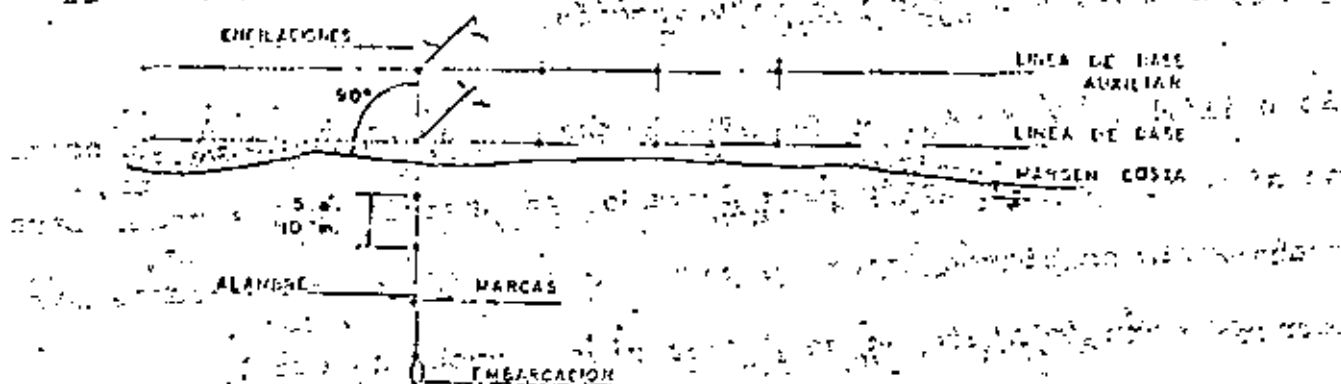 ENFILACIONES
LINEA DE BASE
AUXILIAR
90°
LINEA DE BASE
MARGEN COSTA
5 a
10 m.
ALAMBRE
MARCAS
EMBARCACION